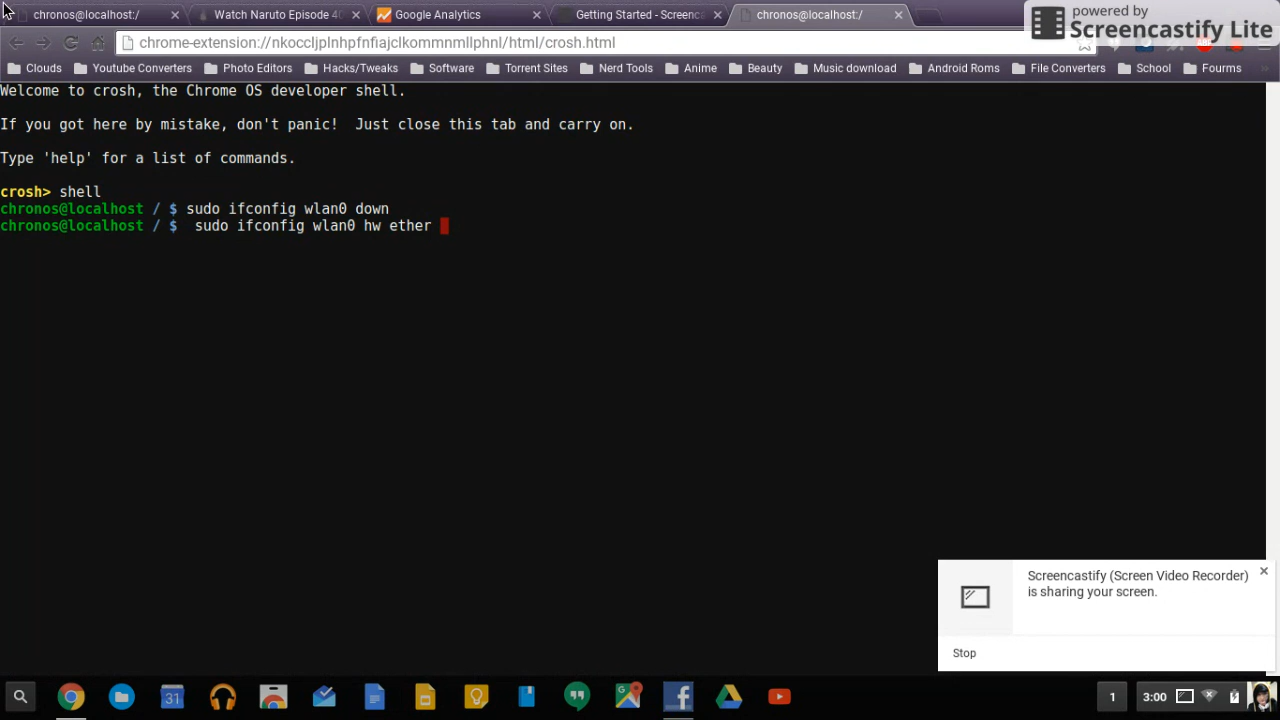 chronos@localhost:/
Watch Naruto Episode
Google Analytics
Getting Started - Screenca
chronos@localhost:/
powered by
Screencastify Lite
chrome-extension://nkoccljplnhpfnfiajclkommnmllphnl/html/crosh.html
Clouds
Youtube Converters
Photo Editors
Hacks/Tweaks
Software
Torrent Sites
Nerd Tools
Anime
Beauty
Music download
Android Roms
File Converters
School
Fourms
Welcome to crosh, the Chrome OS developer shell.
If you got here by mistake, don't panic!  Just close this tab and carry on.
Type 'help' for a list of commands.
crosh> shell
chronos@localhost / $ sudo ifconfig wlan0 down
chronos@localhost / $  sudo ifconfig wlan0 hw ether
Screencastify (Screen Video Recorder)
is sharing your screen.
Stop
31
1
3:00